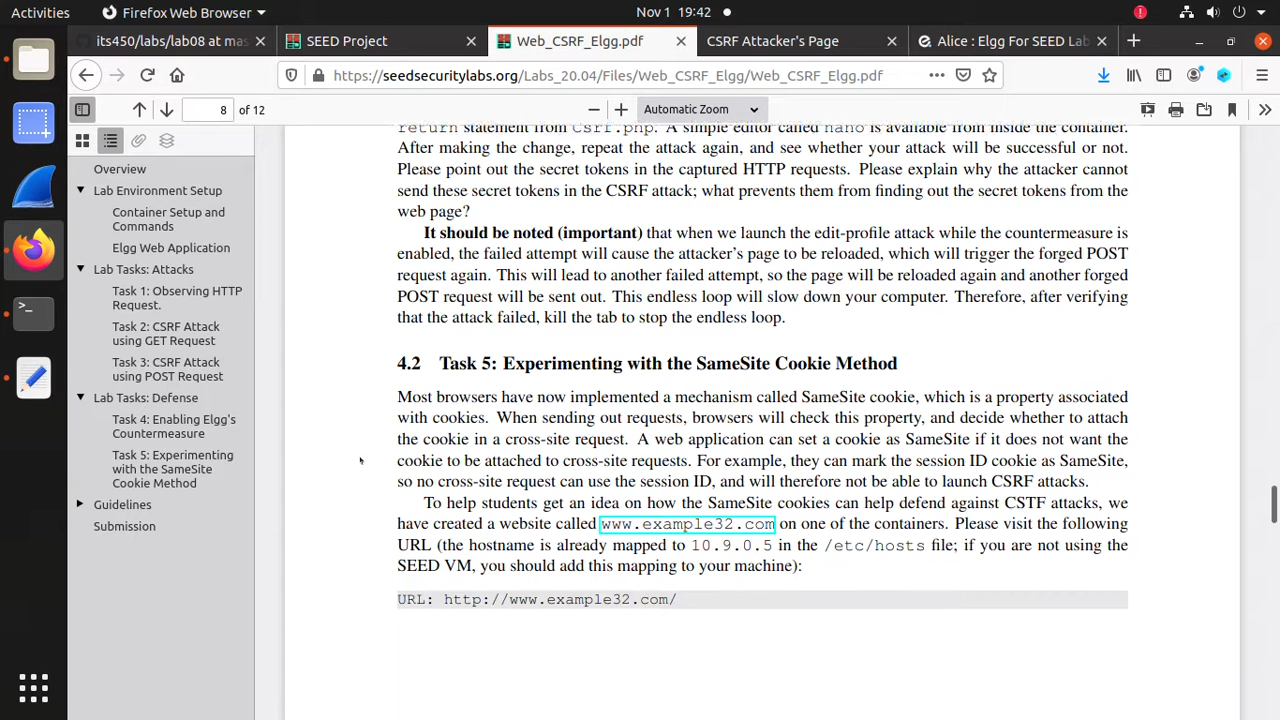 Activities
Firefox Web Browser
Nov 1 19:42
its450/labs/lab08 at mas
SEED Project
Web_CSRF_Elgg.pdf
CSRF Attacker's Page
Alice : Elgg For SEED Lab
https://seedsecuritylabs.org/Labs_20.04/Files/Web_CSRF_Elgg/Web_CSRF_Elgg.pdf
8 of 12
Automatic Zoom
Overview
Lab Environment Setup
Container Setup and
Commands
Elgg Web Application
Lab Tasks: Attacks
Task 1: Observing HTTP
Request.
Task 2: CSRF Attack
using GET Request
Task 3: CSRF Attack
using POST Request
Lab Tasks: Defense
Task 4: Enabling Elgg's
Countermeasure
Task 5: Experimenting
with the SameSite
Cookie Method
Guidelines
Submission
return statement from Csrf.php. A simple editor called nano is available from inside the container.
After making the change, repeat the attack again, and see whether your attack will be successful or not.
Please point out the secret tokens in the captured HTTP requests. Please explain why the attacker cannot
send these secret tokens in the CSRF attack; what prevents them from finding out the secret tokens from the
web page?
It should be noted (important) that when we launch the edit-profile attack while the countermeasure is
enabled, the failed attempt will cause the attacker's page to be reloaded, which will trigger the forged POST
request again. This will lead to another failed attempt, so the page will be reloaded again and another forged
POST request will be sent out. This endless loop will slow down your computer. Therefore, after verifying
that the attack failed, kill the tab to stop the endless loop.
4.2 Task 5: Experimenting with the SameSite Cookie Method
Most browsers have now implemented a mechanism called SameSite cookie, which is a property associated
with cookies. When sending out requests, browsers will check this property, and decide whether to attach
the cookie in a cross-site request. A web application can set a cookie as SameSite if it does not want the
cookie to be attached to cross-site requests. For example, they can mark the session ID cookie as SameSite,
so no cross-site request can use the session ID, and will therefore not be able to launch CSRF attacks.
To help students get an idea on how the SameSite cookies can help defend against CSTF attacks, we
have created a website called www.example32.com on one of the containers. Please visit the following
URL (the hostname is already mapped to 10.9.0.5 in the /etc/hosts file; if you are not using the
SEED VM, you should add this mapping to your machine):
URL: http://www.example32.com/